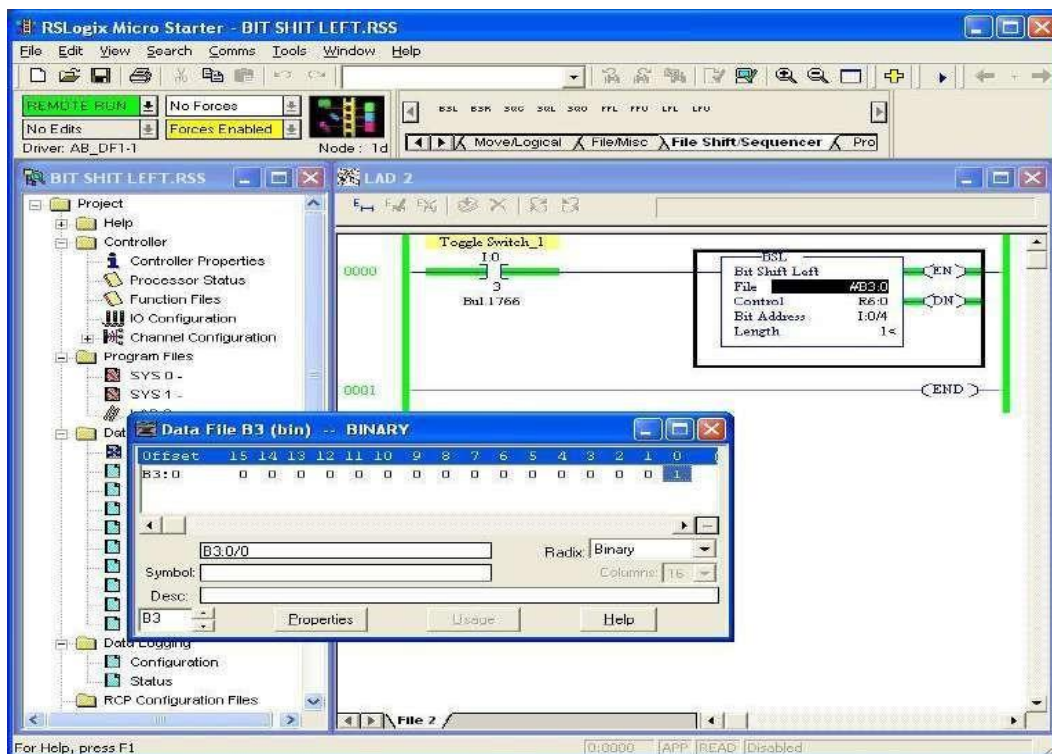 RSLogix Micro Starter - BIT SHIT LEFT.RSS
File Edit View Search Comms Tools Window Help
REMOTE RUN No Forces
No Edits Forces Enabled
Driver: AB_DF1-1 Node : 1d
BSL BSR SQC SQL SQO FFL FFU LFL LFU
Move/Logical File/Misc File Shift/Sequencer Pro
BIT SHIT LEFT.RSS
Project
Help
Controller
Controller Properties
Processor Status
Function Files
IO Configuration
Channel Configuration
Program Files
SYS 0 -
SYS 1 -
Dat
Data Logging
Configuration
Status
RCP Configuration Files
LAD 2
0000
Toggle Switch_1
I:0
3
Bul.1766
BSL
Bit Shift Left
File #B3:0
Control R6:0
Bit Address I:0/4
Length 1<
EN
DN
0001
END
File 2
Data File B3 (bin) -- BINARY
Offset 15 14 13 12 11 10 9 8 7 6 5 4 3 2 1 0
B3:0 0 0 0 0 0 0 0 0 0 0 0 0 0 0 0 1
B3:0/0
Radix: Binary
Symbol:
Columns: 16
Desc:
B3
Properties Usage Help
For Help, press F1
0:0000 APP READ Disabled